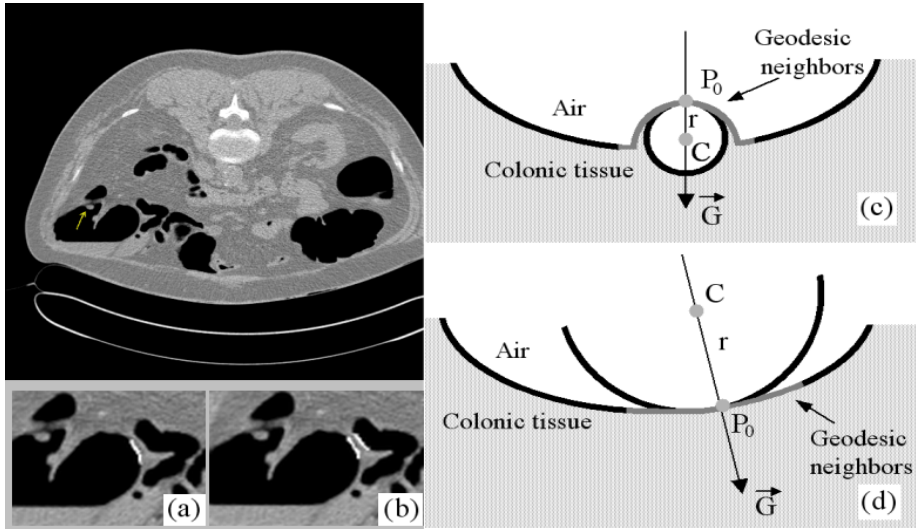 (a)
(b)
Geodesic
neighbors
P0
Air
r
C
Colonic tissue
G
(c)
C
r
Air
Colonic tissue
P0
Geodesic
neighbors
G
(d)